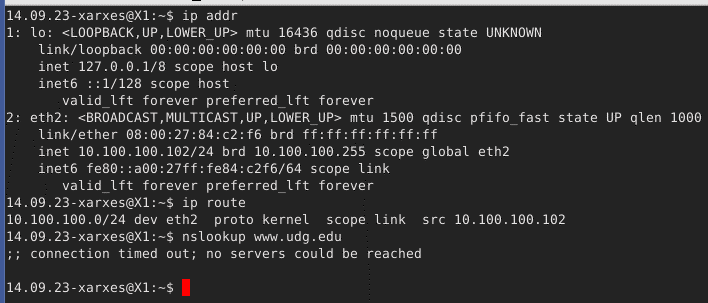 14.09.23-xarxes@X1:~$ ip addr
1: lo: <LOOPBACK,UP,LOWER_UP> mtu 16436 qdisc noqueue state UNKNOWN
    link/loopback 00:00:00:00:00:00 brd 00:00:00:00:00:00
    inet 127.0.0.1/8 scope host lo
    inet6 ::1/128 scope host
       valid_lft forever preferred_lft forever
2: eth2: <BROADCAST,MULTICAST,UP,LOWER_UP> mtu 1500 qdisc pfifo_fast state UP qlen 1000
    link/ether 08:00:27:84:c2:f6 brd ff:ff:ff:ff:ff:ff
    inet 10.100.100.102/24 brd 10.100.100.255 scope global eth2
    inet6 fe80::a00:27ff:fe84:c2f6/64 scope link
       valid_lft forever preferred_lft forever
14.09.23-xarxes@X1:~$ ip route
10.100.100.0/24 dev eth2  proto kernel  scope link  src 10.100.100.102
14.09.23-xarxes@X1:~$ nslookup www.udg.edu
;; connection timed out; no servers could be reached

14.09.23-xarxes@X1:~$